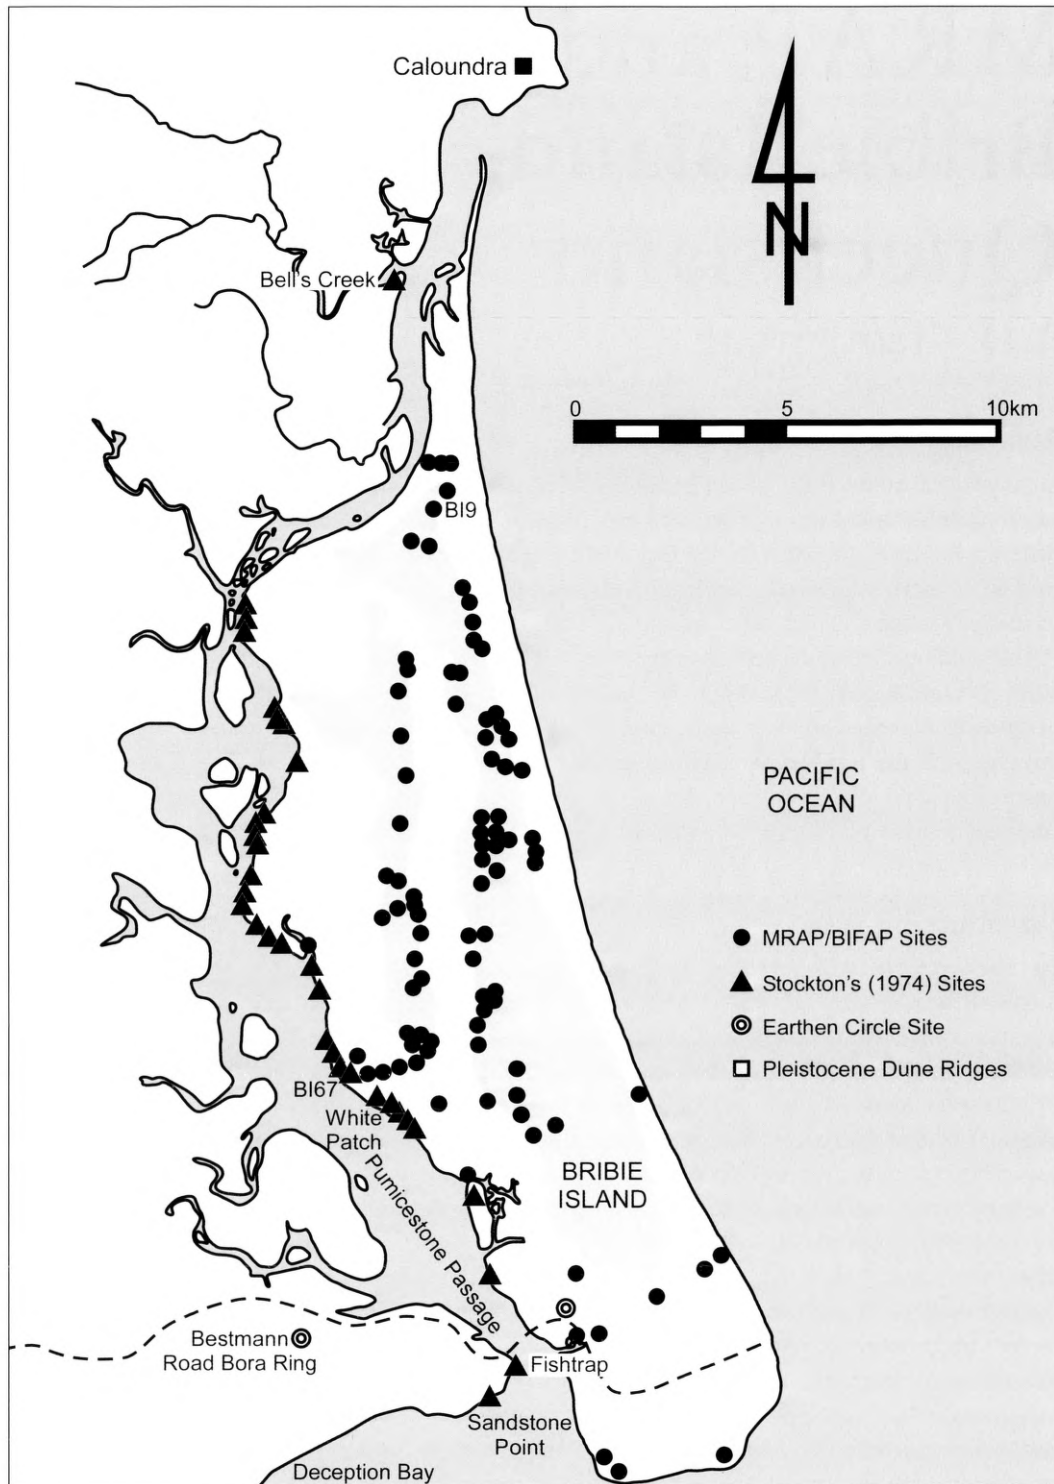 Caloundra
N
Bell's Creek
0 5 10km
BI9
PACIFIC
OCEAN
MRAP/BIFAP Sites
Stockton's (1974) Sites
Earthen Circle Site
Pleistocene Dune Ridges
BI67
White
Patch
Pumicestone Passage
BRIBIE
ISLAND
Bestmann
Road Bora Ring
Fishtrap
Sandstone
Point
Deception Bay